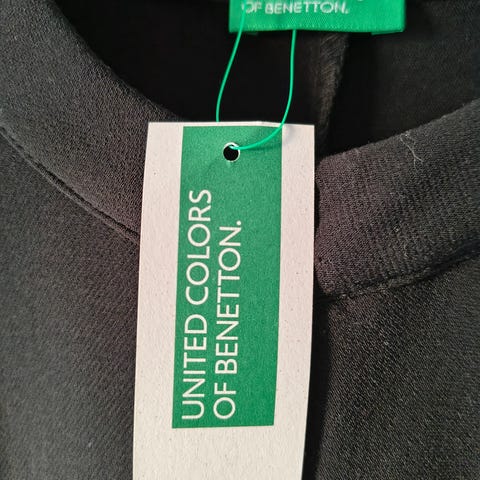 OF BENETTON.
UNITED COLORS
OF BENETTON.